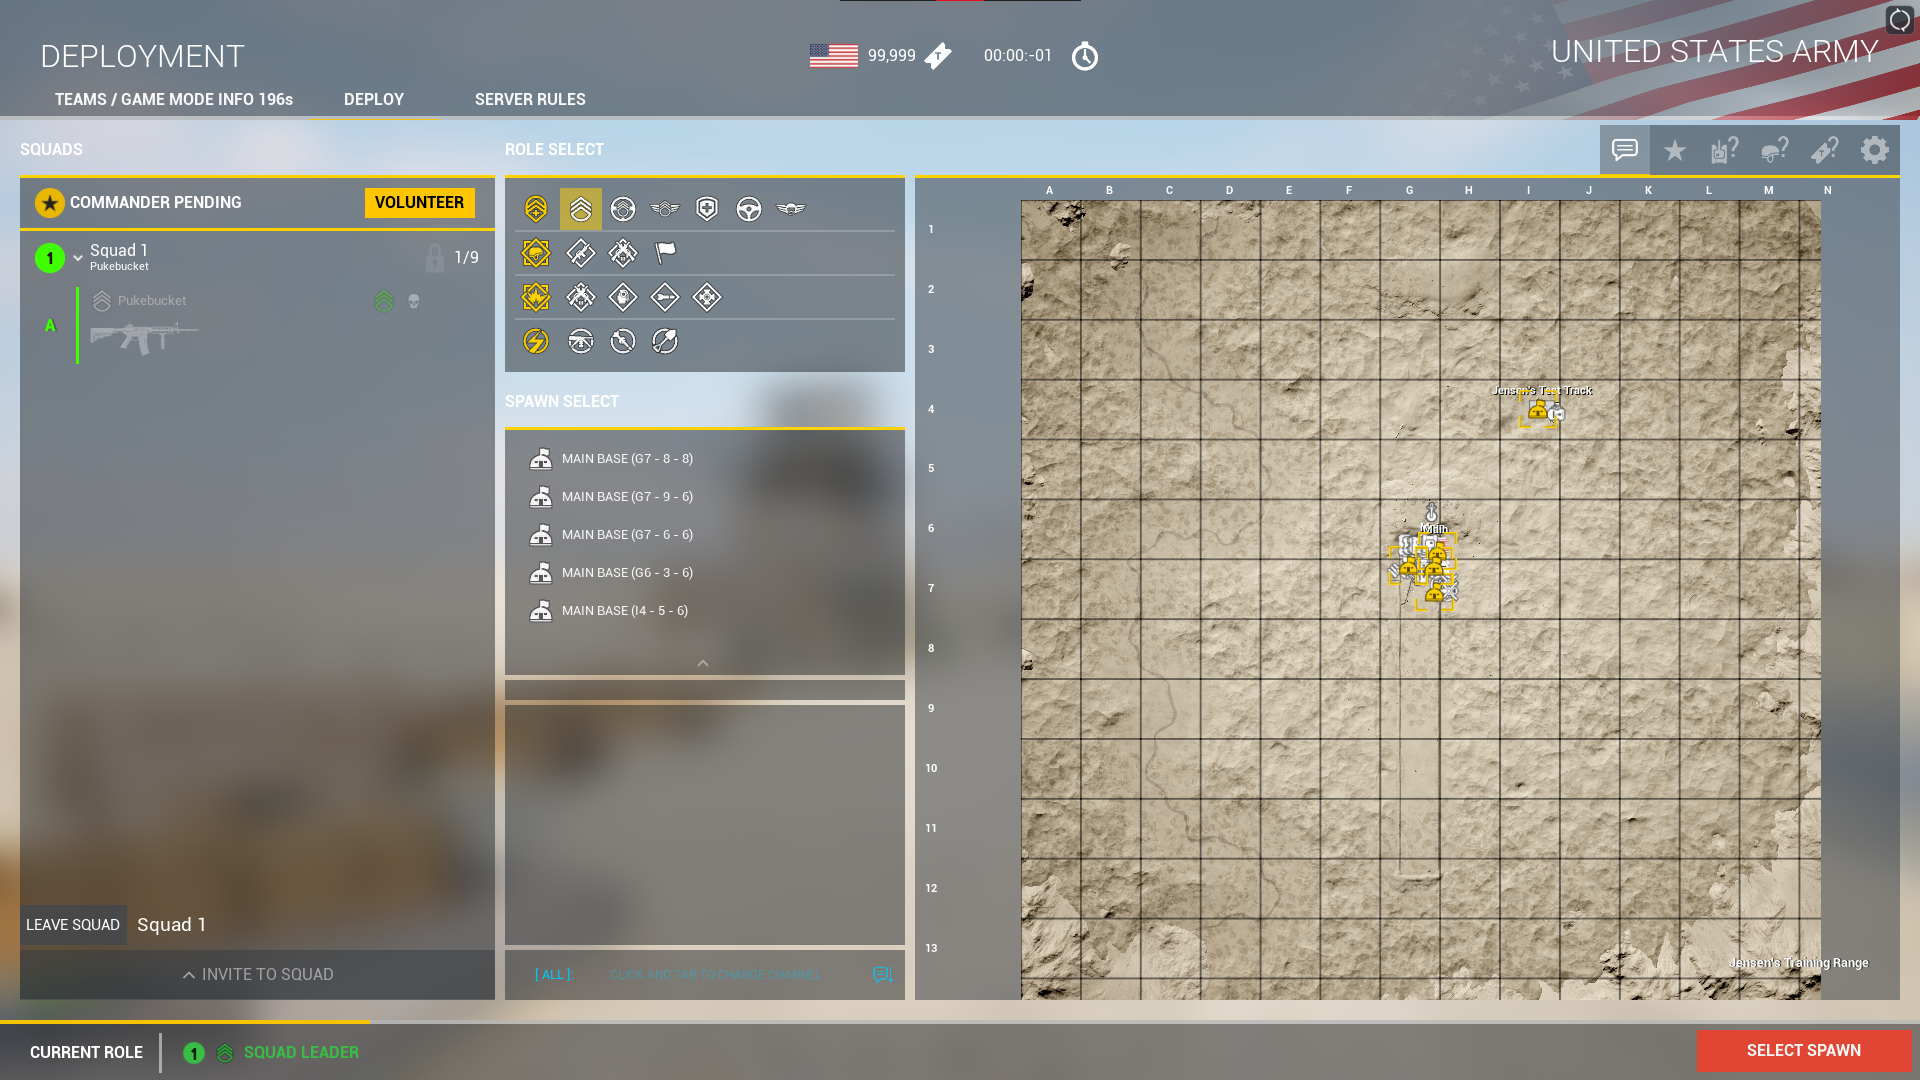 DEPLOYMENT
99,999
00:00:-01
UNITED STATES ARMY
TEAMS / GAME MODE INFO 196s
DEPLOY
SERVER RULES
SQUADS
COMMANDER PENDING
VOLUNTEER
1
Squad 1
Pukebucket
1/9
A
Pukebucket
LEAVE SQUAD
Squad 1
INVITE TO SQUAD
ROLE SELECT
SPAWN SELECT
MAIN BASE (G7 - 8 - 8)
MAIN BASE (G7 - 9 - 6)
MAIN BASE (G7 - 6 - 6)
MAIN BASE (G6 - 3 - 6)
MAIN BASE (I4 - 5 - 6)
[ ALL ]:
CLICK AND TAB TO CHANGE CHANNEL
A B C D E F G H I J K L M N
1
2
3
4
5
6
7
8
9
10
11
12
13
Jensen's Test Track
Main
Jensen's Training Range
CURRENT ROLE
1
SQUAD LEADER
SELECT SPAWN